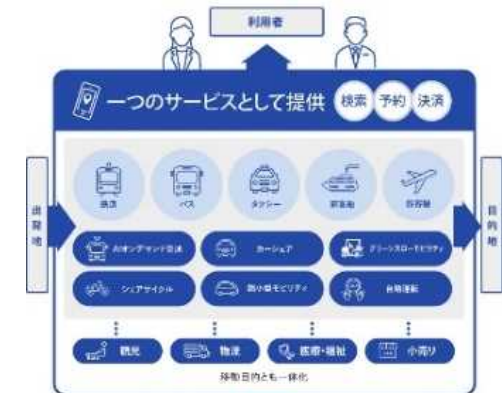 利用者
一つのサービスとして提供 検索 予約 決済
出発地
目的地
鉄道 バス タクシー 旅客船 旅客機
AIオンデマンド交通 カーシェア グリーンスローモビリティ
シェアサイクル 超小型モビリティ 自動運転
観光 物流 医療・福祉 小売り
移動目的とも一体化